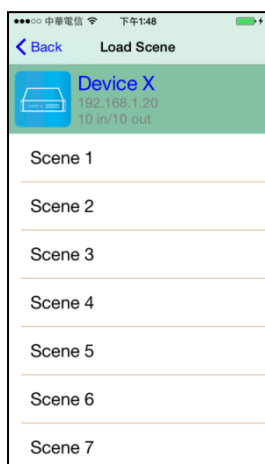 中華電信 下午1:48
Back Load Scene
Device X
192.168.1.20
10 in/10 out
Scene 1
Scene 2
Scene 3
Scene 4
Scene 5
Scene 6
Scene 7